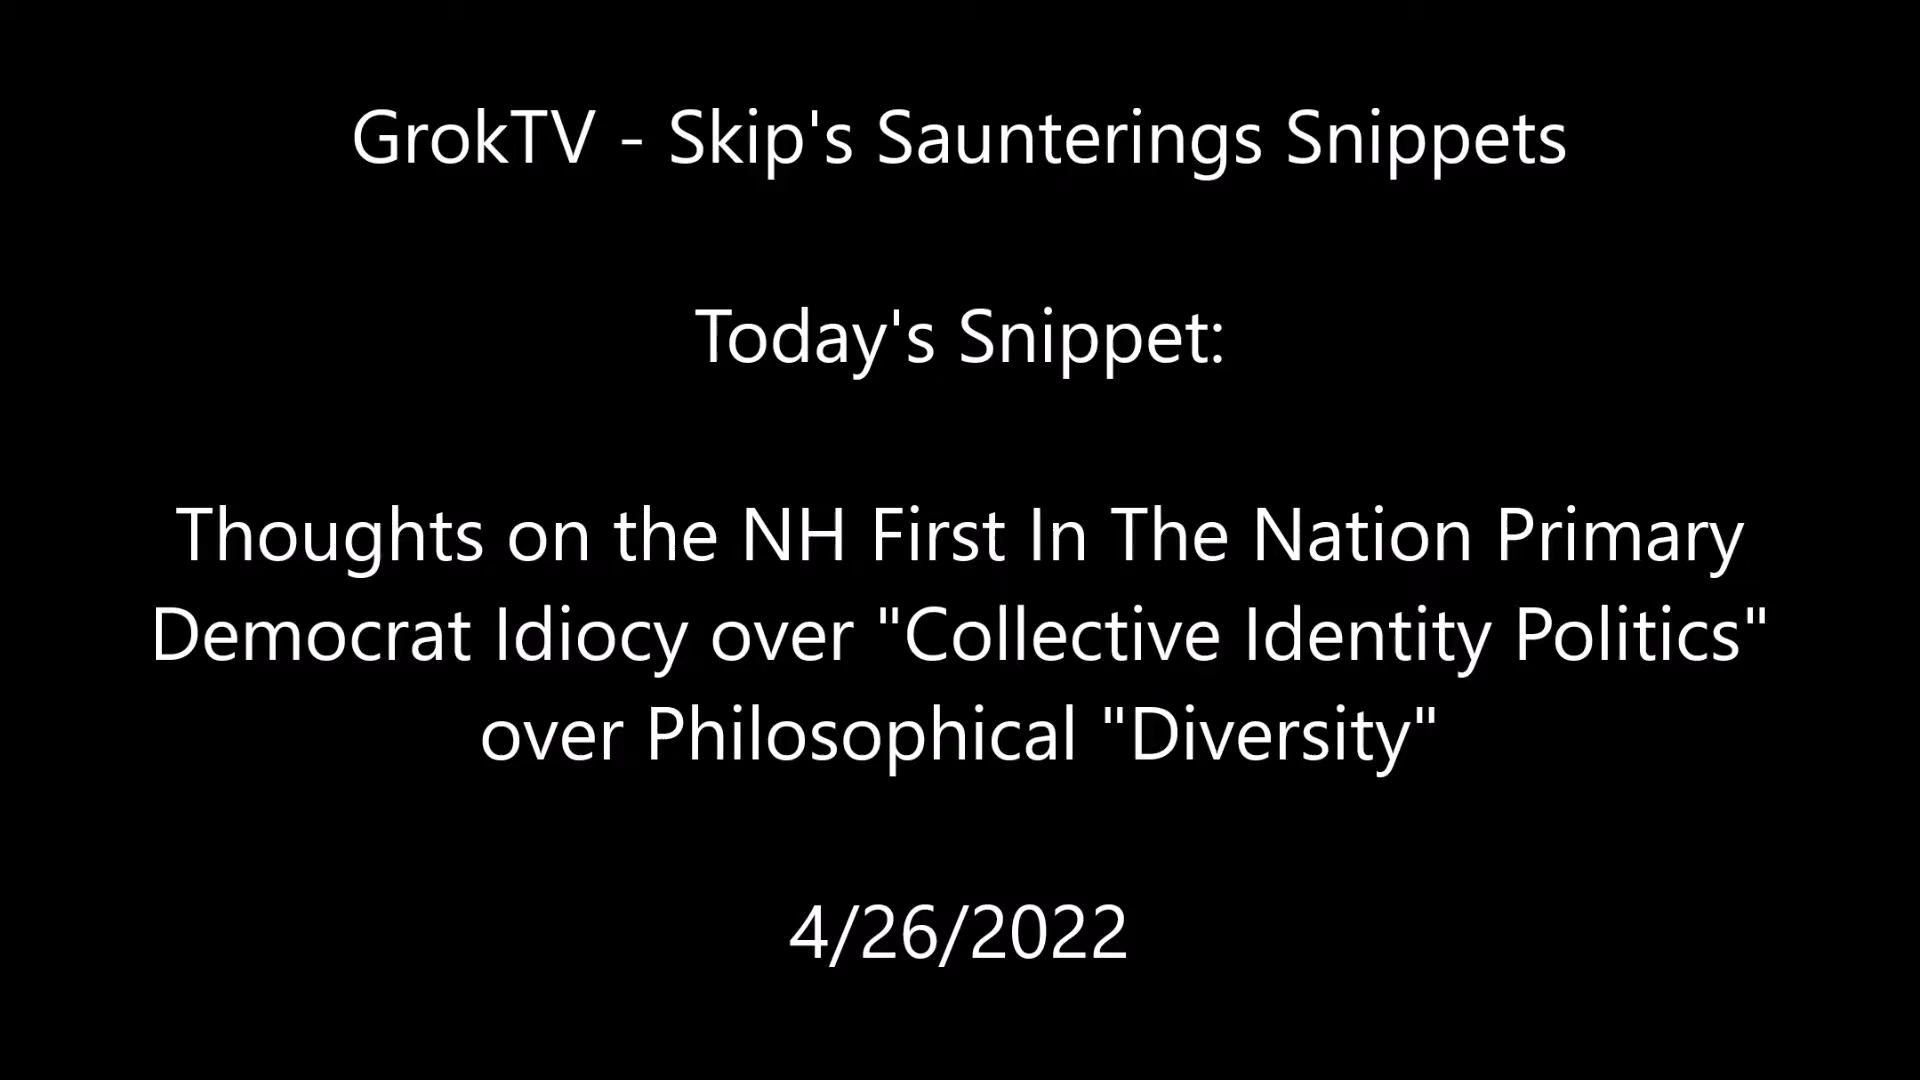 GrokTV - Skip's Saunterings Snippets
Today's Snippet:
Thoughts on the NH First In The Nation Primary
Democrat Idiocy over "Collective Identity Politics"
over Philosophical "Diversity"
4/26/2022